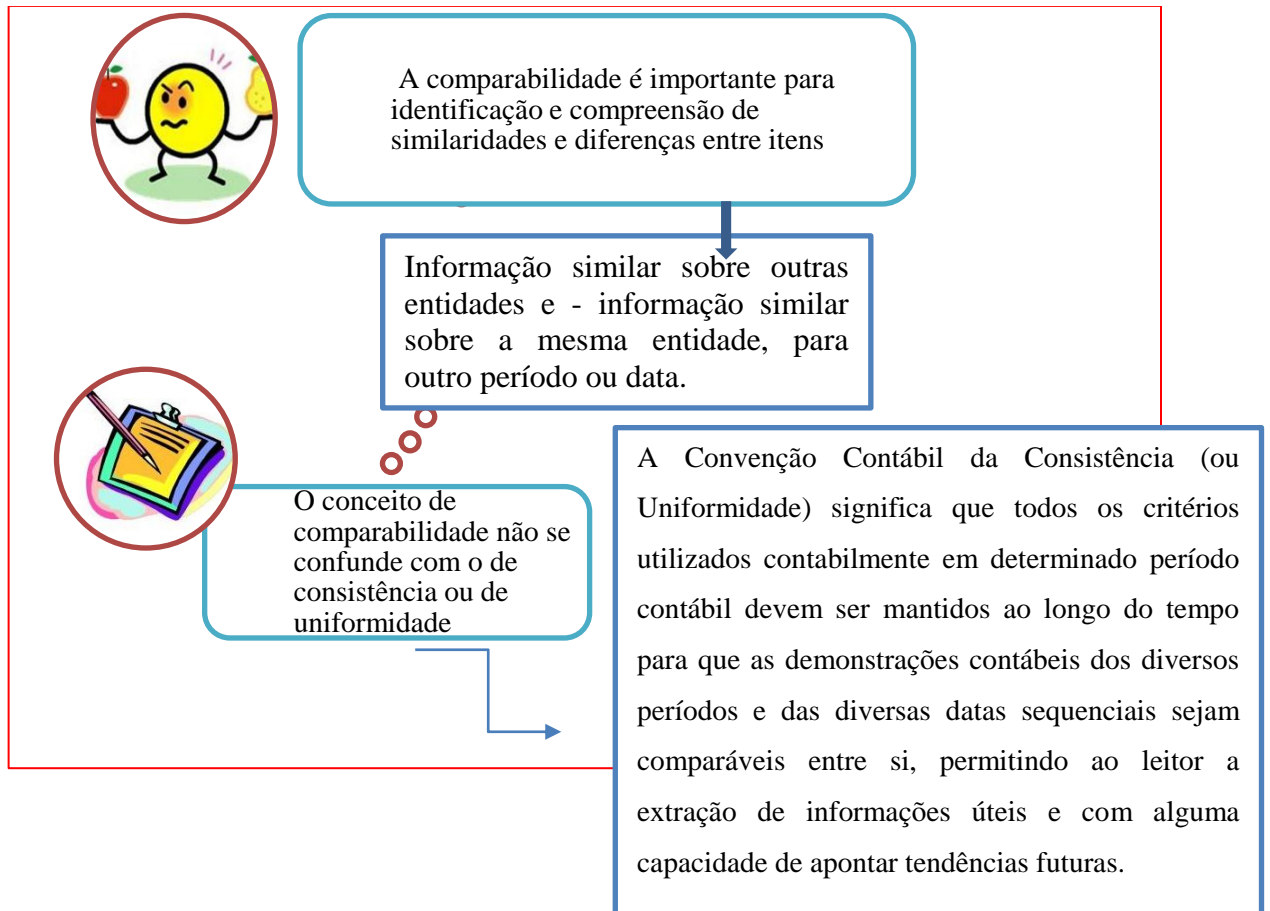 A comparabilidade é importante para
identificação e compreensão de
similaridades e diferenças entre itens
Informação similar sobre outras
entidades e - informação similar
sobre a mesma entidade, para
outro período ou data.
O conceito de
comparabilidade não se
confunde com o de
consistência ou de
uniformidade
A Convenção Contábil da Consistência (ou
Uniformidade) significa que todos os critérios
utilizados contabilmente em determinado período
contábil devem ser mantidos ao longo do tempo
para que as demonstrações contábeis dos diversos
períodos e das diversas datas sequenciais sejam
comparáveis entre si, permitindo ao leitor a
extração de informações úteis e com alguma
capacidade de apontar tendências futuras.